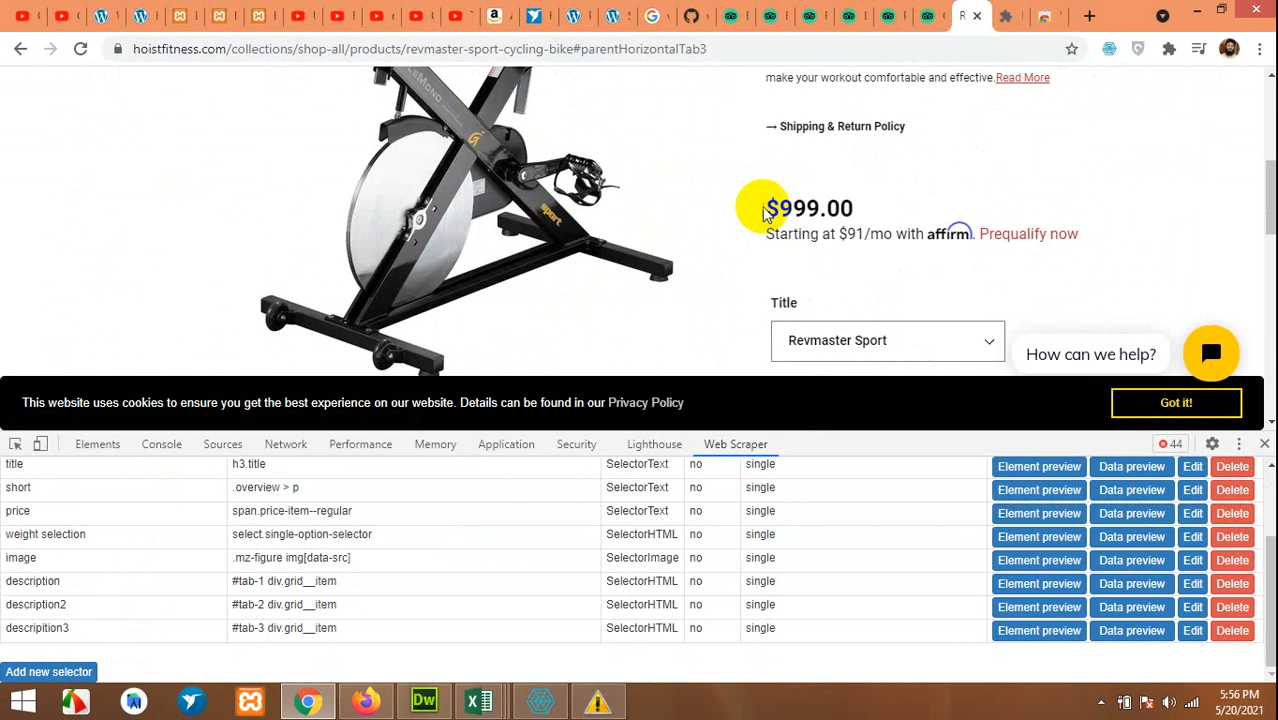 hoistfitness.com/collections/shop-all/products/revmaster-sport-cycling-bike#parentHorizontalTab3
make your workout comfortable and effective.Read More
→ Shipping & Return Policy
$999.00
Starting at $91/mo with affirm. Prequalify now
Title
Revmaster Sport
How can we help?
LEMOND
sport
This website uses cookies to ensure you get the best experience on our website. Details can be found in our Privacy Policy Got it!
Elements Console Sources Network Performance Memory Application Security Lighthouse Web Scraper 44
title h3.title SelectorText no single Element preview Data preview Edit Delete
short .overview > p SelectorText no single Element preview Data preview Edit Delete
price span.price-item--regular SelectorText no single Element preview Data preview Edit Delete
weight selection select.single-option-selector SelectorHTML no single Element preview Data preview Edit Delete
image .mz-figure img[data-src] SelectorImage no single Element preview Data preview Edit Delete
description #tab-1 div.grid__item SelectorHTML no single Element preview Data preview Edit Delete
description2 #tab-2 div.grid__item SelectorHTML no single Element preview Data preview Edit Delete
descripition3 #tab-3 div.grid__item SelectorHTML no single Element preview Data preview Edit Delete
Add new selector
Dw
5:56 PM
5/20/2021